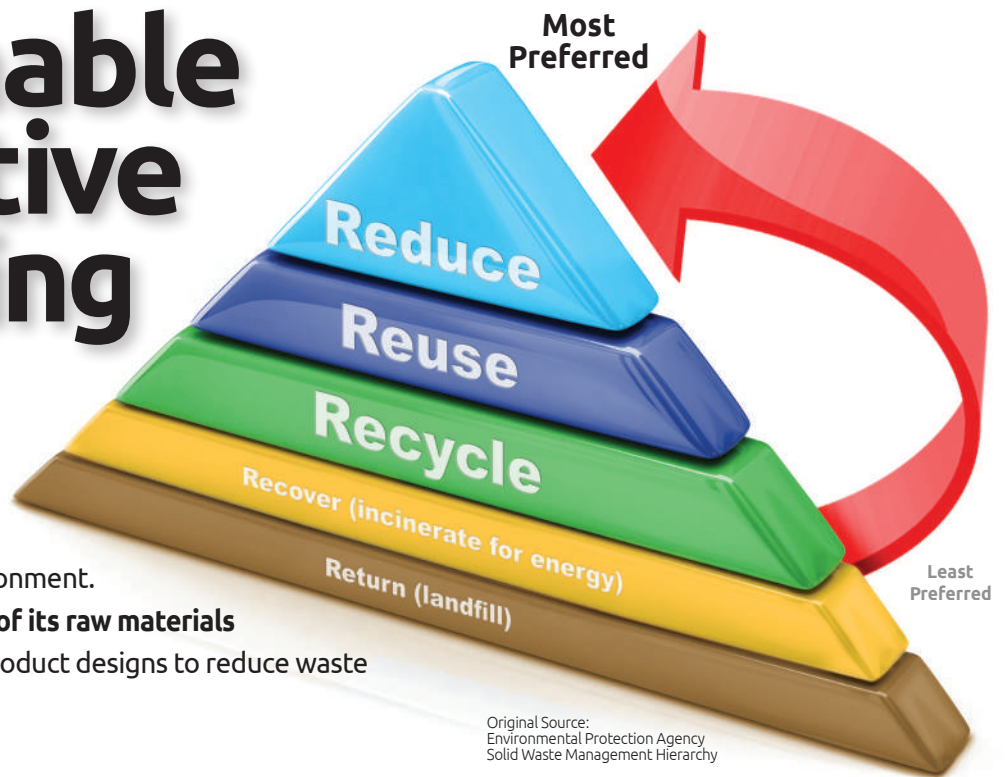 able
tive
ing
Most
Preferred
Reduce
Reuse
Recycle
Recover (incinerate for energy)
Return (landfill)
Least
Preferred
onment.
of its raw materials
oduct designs to reduce waste
Original Source:
Environmental Protection Agency
Solid Waste Management Hierarchy